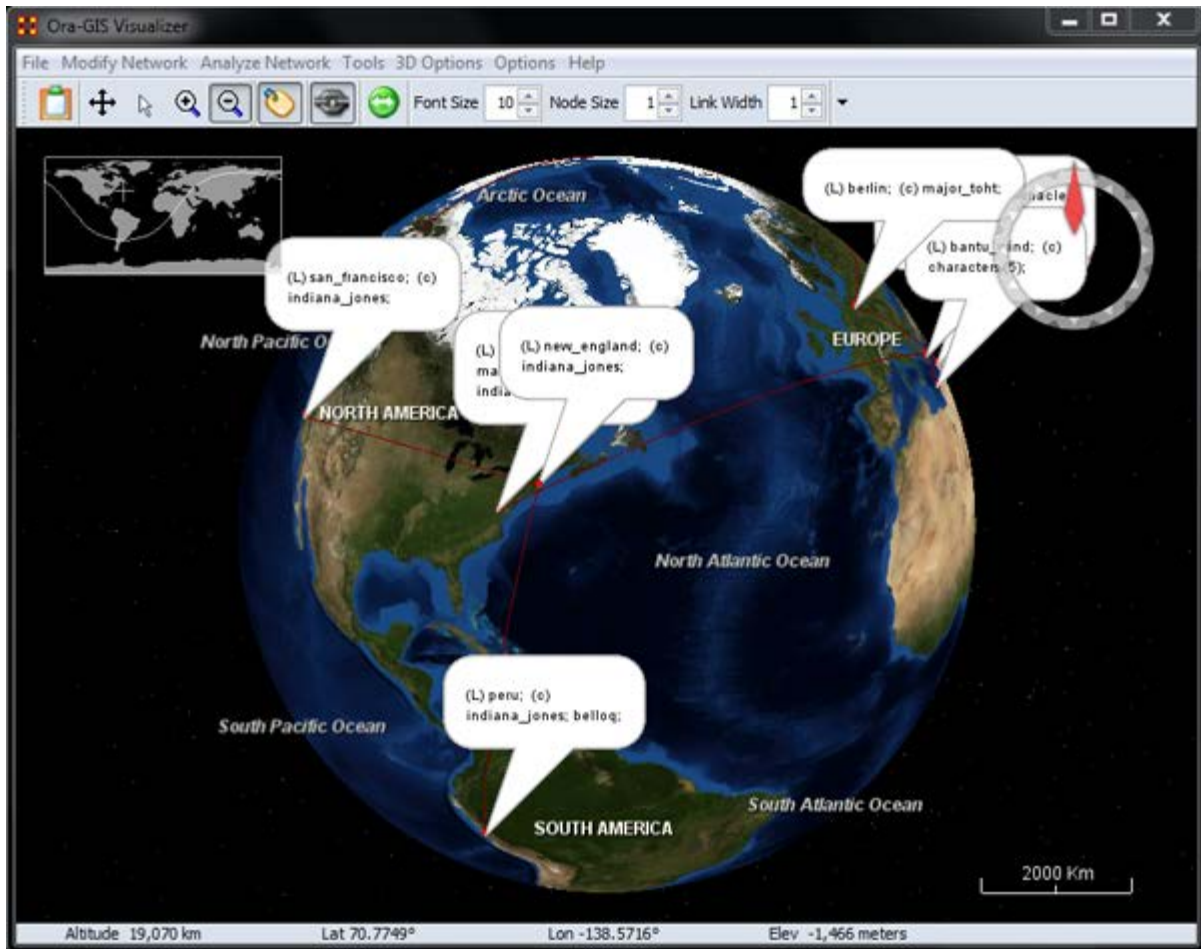 Ora-GIS Visualizer
File Modify Network Analyze Network Tools 3D Options Options Help
Font Size 10 Node Size 1 Link Width 1
Arctic Ocean
(L) berlin; (c) major_toht;
(L) san_francisco; (c)
indiana_jones;
(c)
characters (5);
North Pacific
EUROPE
(L) new_england; (c)
indiana_jones;
(L)
NORTH AMERICA
North Atlantic Ocean
(L) peru; (c)
indiana_jones; belloq;
South Pacific Ocean
South Atlantic Ocean
SOUTH AMERICA
2000 Km
Altitude 19,070 km Lat 70.7749° Lon -138.5716° Elev -1,466 meters